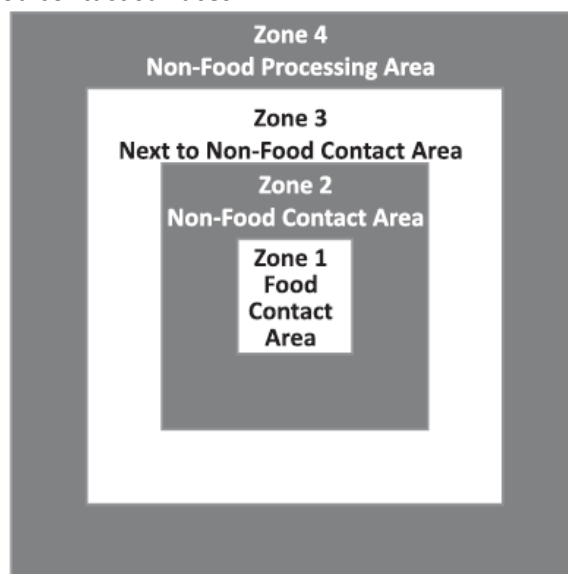 Zone 4
Non-Food Processing Area
Zone 3
Next to Non-Food Contact Area
Zone 2
Non-Food Contact Area
Zone 1
Food
Contact
Area